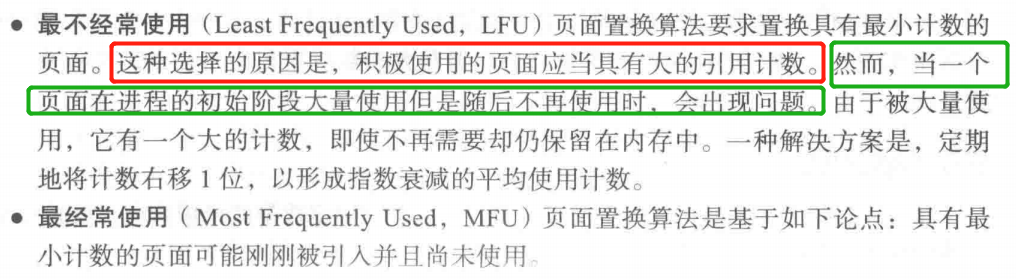 • 最不经常使用（Least Frequently Used，LFU）页面置换算法要求置换具有最小计数的
页面。这种选择的原因是，积极使用的页面应当具有大的引用计数。然而，当一个
页面在进程的初始阶段大量使用但是随后不再使用时，会出现问题。由于被大量使
用，它有一个大的计数，即使不再需要却仍保留在内存中。一种解决方案是，定期
地将计数右移 1 位，以形成指数衰减的平均使用计数。
• 最经常使用（Most Frequently Used，MFU）页面置换算法是基于如下论点：具有最
小计数的页面可能刚刚被引入并且尚未使用。